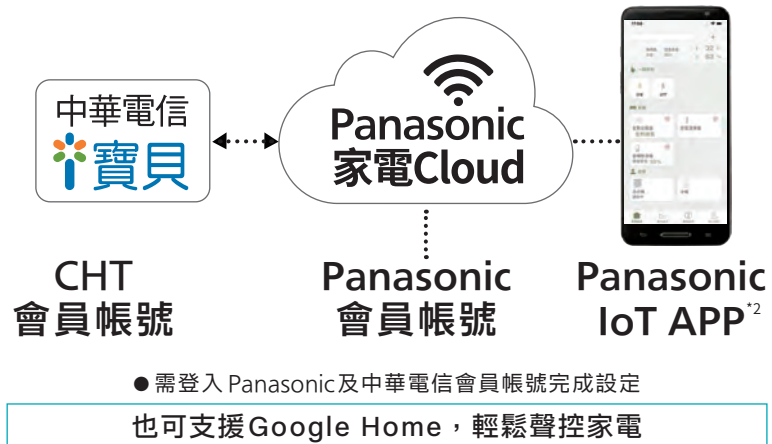 中華電信
寶貝
Panasonic
家電Cloud
CHT
會員帳號
Panasonic
會員帳號
Panasonic
IoT APP*2
●需登入Panasonic及中華電信會員帳號完成設定
也可支援Google Home，輕鬆聲控家電